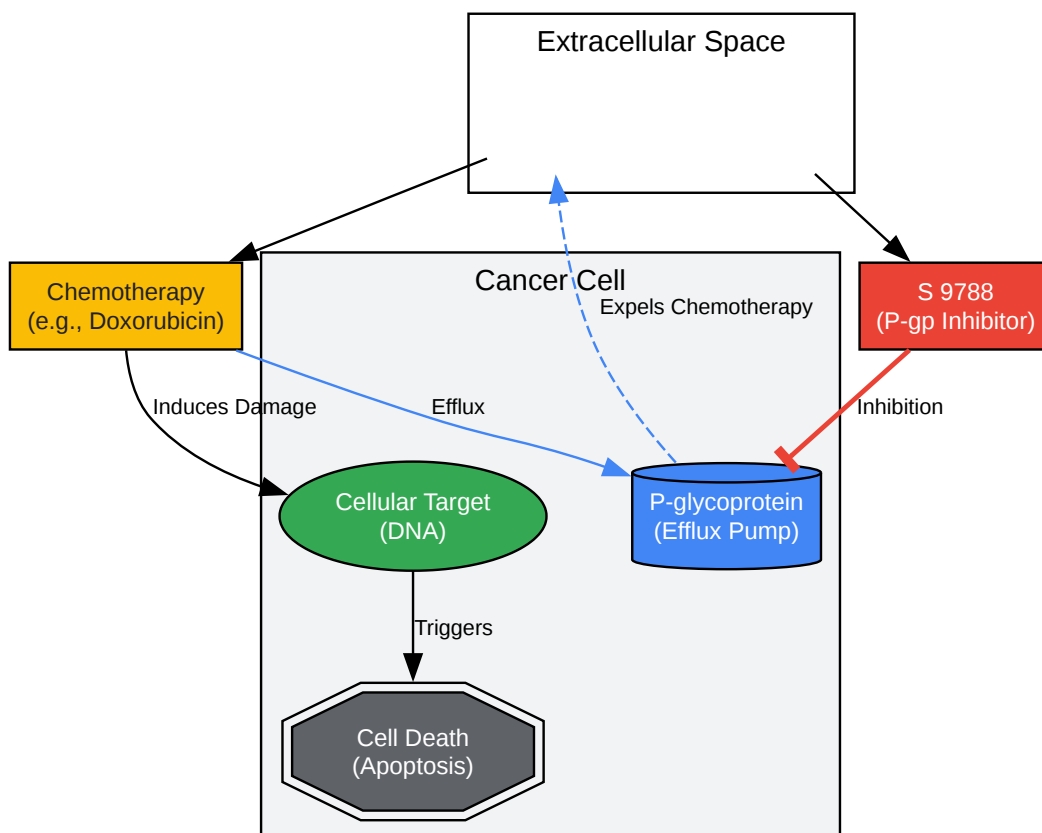 Extracellular Space
Cancer Cell
Chemotherapy
(e.g., Doxorubicin)
S 9788
(P-gp Inhibitor)
Expels Chemotherapy
Induces Damage
Efflux
Inhibition
Cellular Target
(DNA)
P-glycoprotein
(Efflux Pump)
Triggers
Cell Death
(Apoptosis)